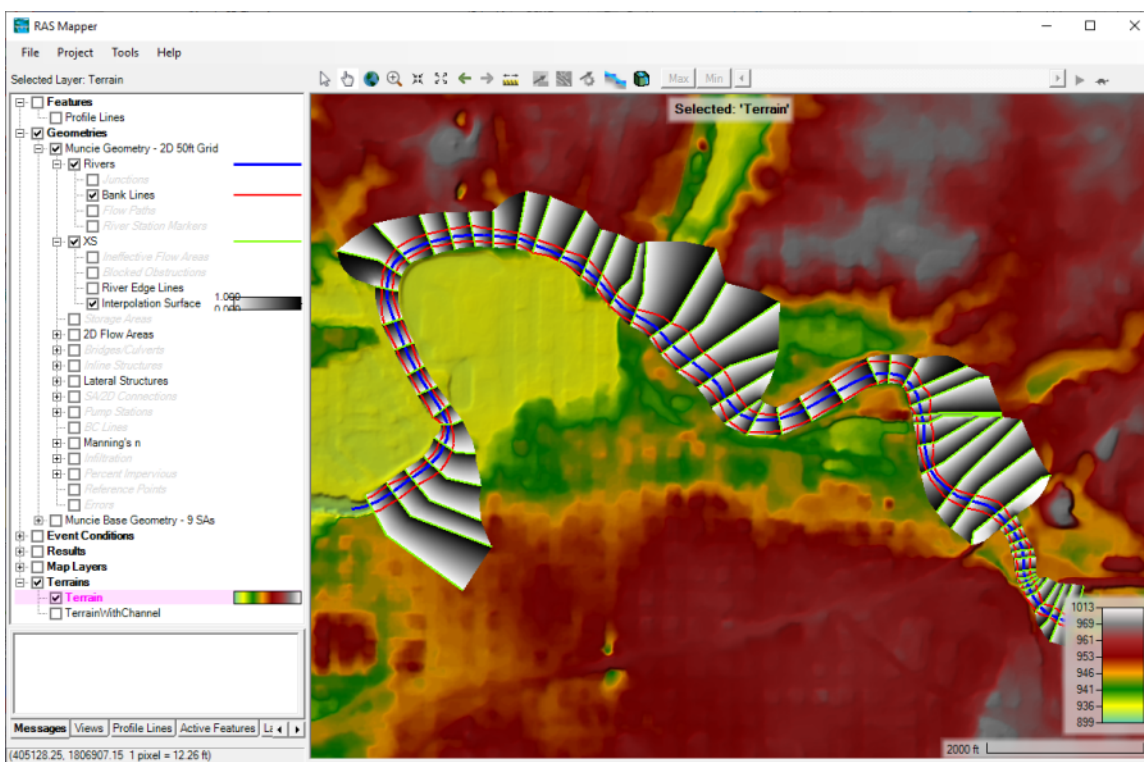 RAS Mapper
File Project Tools Help
Selected Layer: Terrain
Max Min
Selected: 'Terrain'
Features
Profile Lines
Geometries
Muncie Geometry - 2D 50ft Grid
Rivers
Junctions
Bank Lines
Flow Paths
River Station Markers
XS
Ineffective Flow Areas
Blocked Obstructions
River Edge Lines
Interpolation Surface
1.000
0.000
Storage Areas
2D Flow Areas
Bridges/Culverts
Inline Structures
Lateral Structures
SA/2D Connections
Pump Stations
BC Lines
Manning's n
Infiltration
Percent Impervious
Reference Points
Errors
Muncie Base Geometry - 9 SAs
Event Conditions
Results
Map Layers
Terrains
Terrain
TerrainWithChannel
1013
969
961
953
946
941
936
899
2000 ft
Messages Views Profile Lines Active Features
(405128.25, 1806907.15 1 pixel = 12.26 ft)